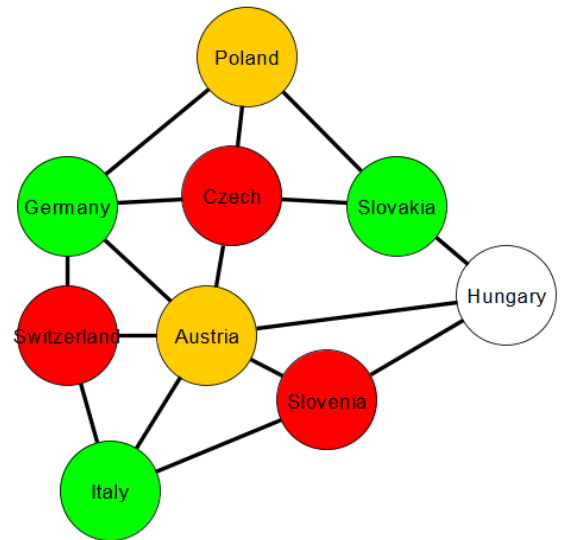 Poland
Czech
Germany
Slovakia
Hungary
Switzerland
Austria
Slovenia
Italy